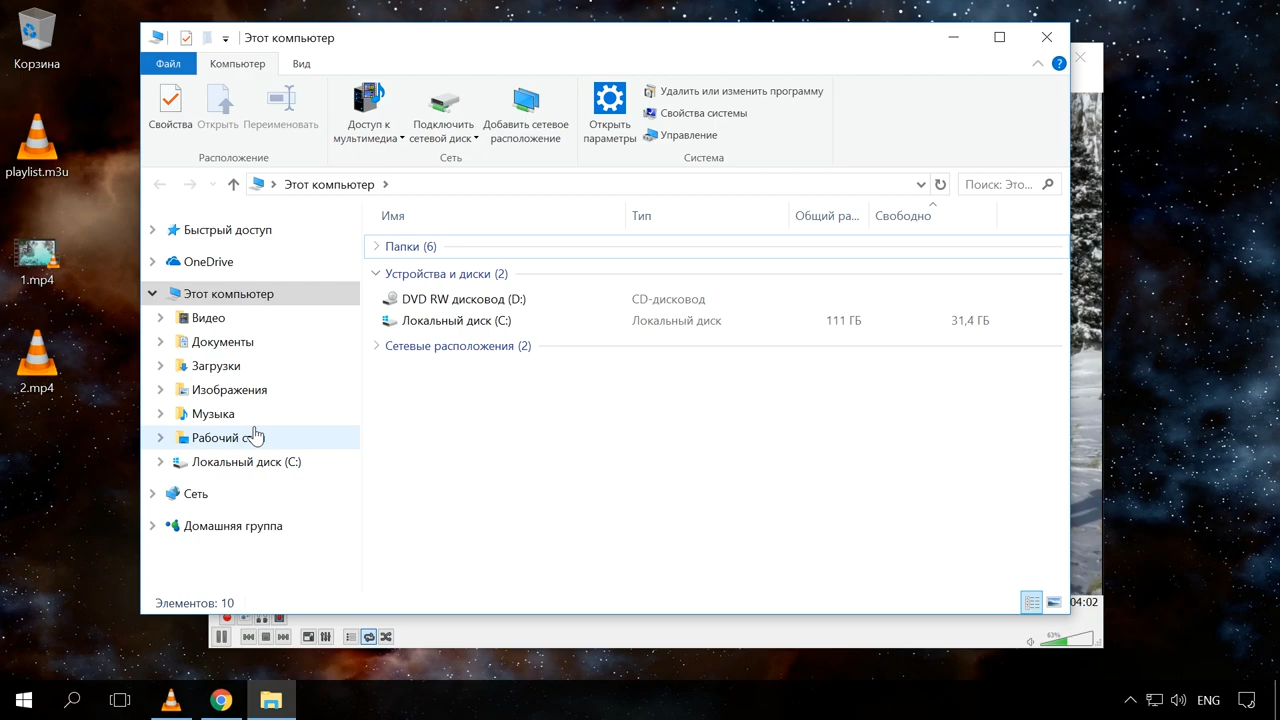 Корзина
playlist.m3u
1.mp4
2.mp4
Этот компьютер
Файл
Компьютер
Вид
Свойства
Открыть
Переименовать
Расположение
Доступ к
мультимедиа
Подключить
сетевой диск
Добавить сетевое
расположение
Сеть
Открыть
параметры
Удалить или изменить программу
Свойства системы
Управление
Система
Этот компьютер
Поиск: Это...
Быстрый доступ
OneDrive
Этот компьютер
Видео
Документы
Загрузки
Изображения
Музыка
Рабочий
Локальный диск (C:)
Сеть
Домашняя группа
Имя Тип Общий ра... Свободно
Папки (6)
Устройства и диски (2)
DVD RW дисковод (D:) CD-дисковод
Локальный диск (C:) Локальный диск 111 ГБ 31,4 ГБ
Сетевые расположения (2)
Элементов: 10
04:02
63%
ENG